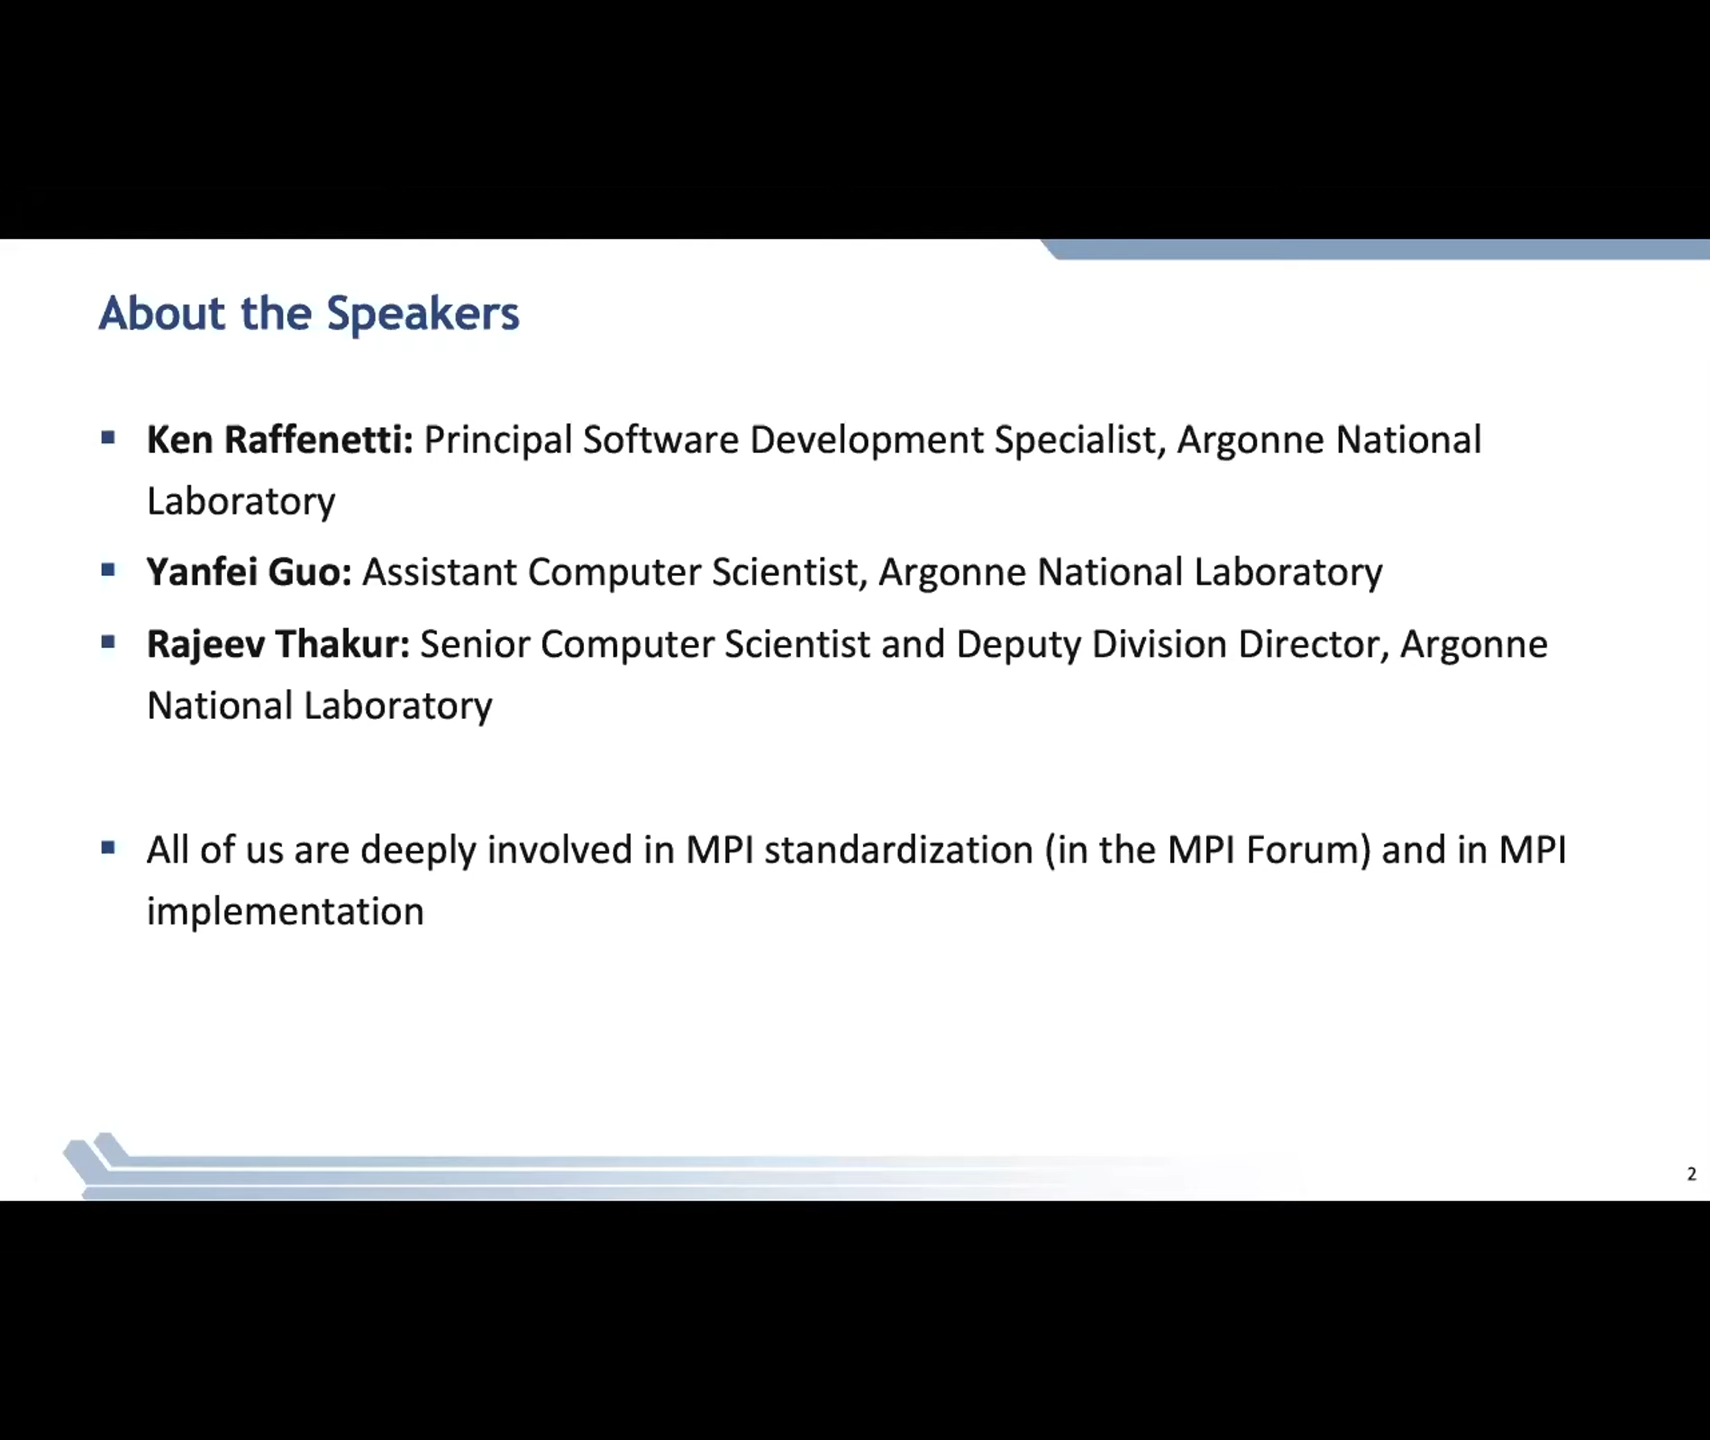 About the Speakers
▪ Ken Raffenetti: Principal Software Development Specialist, Argonne National
Laboratory
▪ Yanfei Guo: Assistant Computer Scientist, Argonne National Laboratory
▪ Rajeev Thakur: Senior Computer Scientist and Deputy Division Director, Argonne
National Laboratory
▪ All of us are deeply involved in MPI standardization (in the MPI Forum) and in MPI
implementation
2